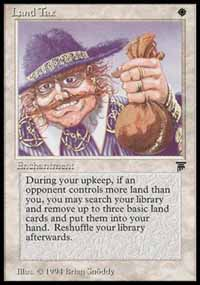 Land Tax
Enchantment
During your upkeep, if an
opponent controls more land than
you, you may search your library
and remove up to three basic land
cards and put them into your
hand. Reshuffle your library
afterwards.
Illus. © 1994 Brian Snõddy